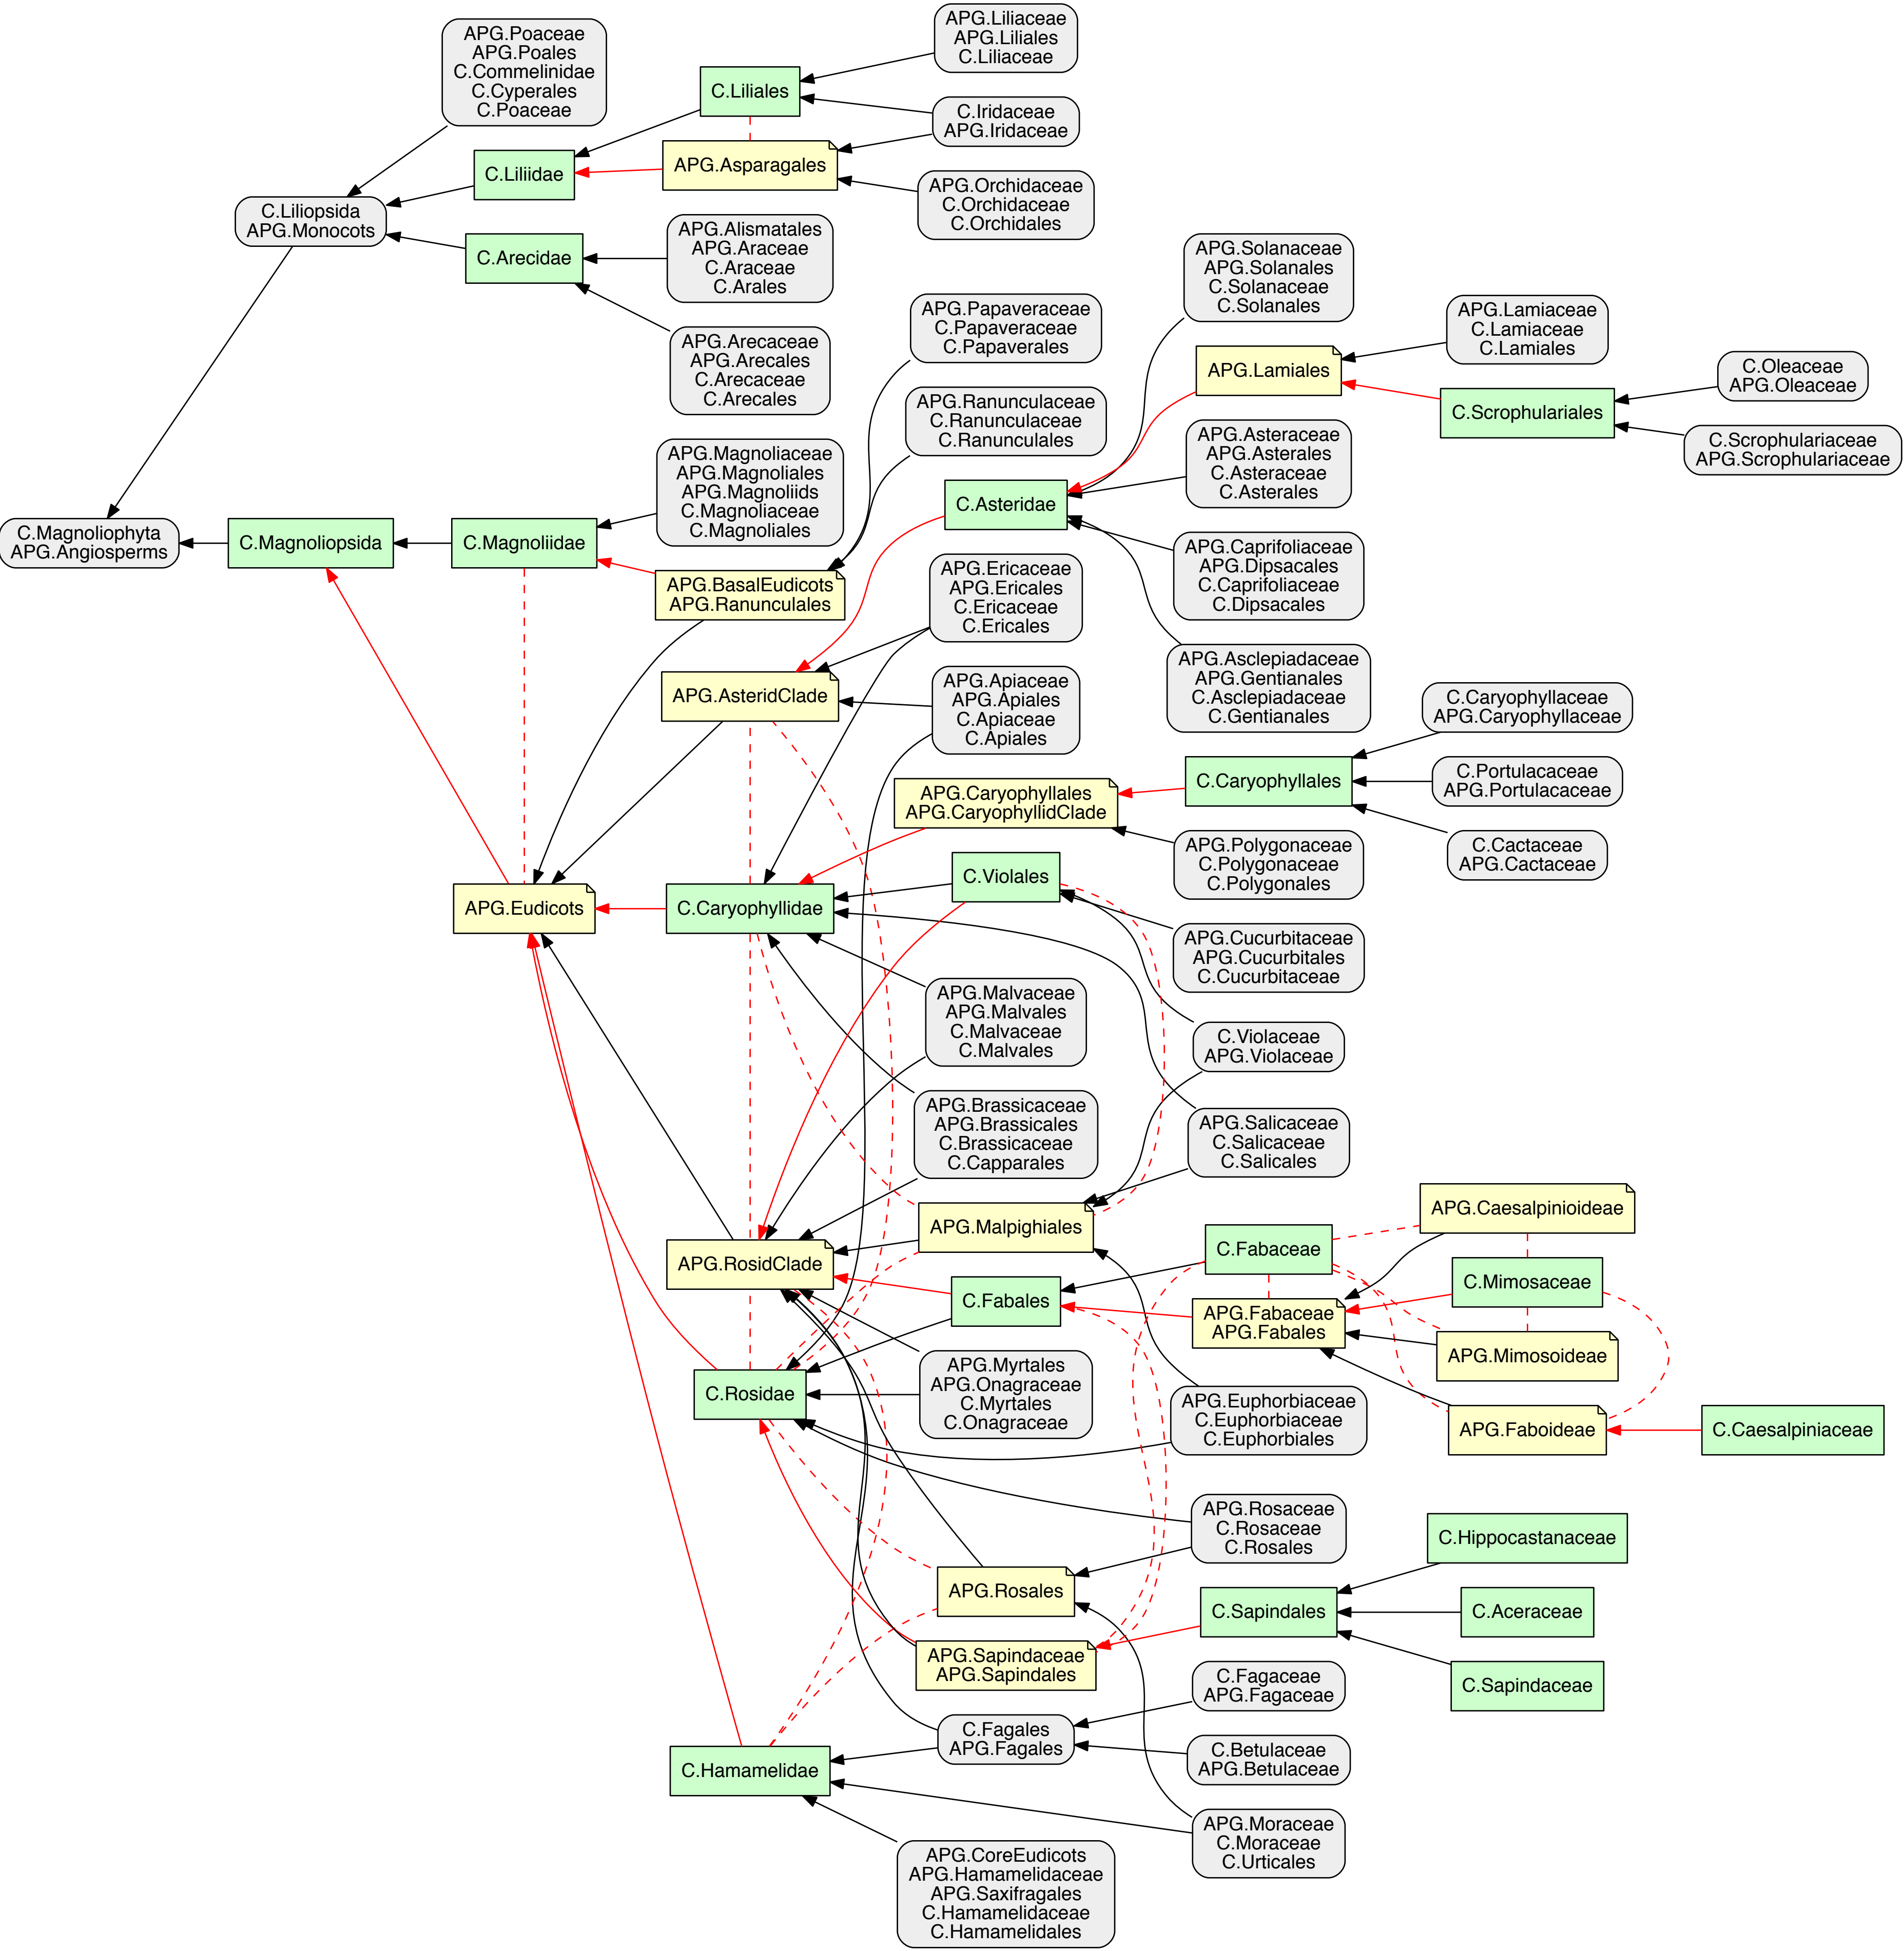 APG.Poaceae
APG.Poales
C.Commelinidae
C.Cyperales
C.Poaceae
C.Liliopsida
APG.Monocots
C.Liliidae
C.Arecidae
C.Liliales
APG.Asparagales
APG.Liliaceae
APG.Liliales
C.Liliaceae
C.Iridaceae
APG.Iridaceae
APG.Orchidaceae
C.Orchidaceae
C.Orchidales
APG.Alismatales
APG.Araceae
C.Araceae
C.Arales
APG.Arecaceae
APG.Arecales
C.Arecaceae
C.Arecales
APG.Papaveraceae
C.Papaveraceae
C.Papaverales
APG.Ranunculaceae
C.Ranunculaceae
C.Ranunculales
APG.Solanaceae
APG.Solanales
C.Solanaceae
C.Solanales
APG.Lamiales
APG.Lamiaceae
C.Lamiaceae
C.Lamiales
C.Scrophulariales
C.Oleaceae
APG.Oleaceae
C.Scrophulariaceae
APG.Scrophulariaceae
APG.Asteraceae
APG.Asterales
C.Asteraceae
C.Asterales
C.Asteridae
APG.Magnoliaceae
APG.Magnoliales
APG.Magnoliids
C.Magnoliaceae
C.Magnoliales
C.Magnoliophyta
APG.Angiosperms
C.Magnoliopsida
C.Magnoliidae
APG.BasalEudicots
APG.Ranunculales
APG.Ericaceae
APG.Ericales
C.Ericaceae
C.Ericales
APG.Caprifoliaceae
APG.Dipsacales
C.Caprifoliaceae
C.Dipsacales
APG.AsteridClade
APG.Apiaceae
APG.Apiales
C.Apiaceae
C.Apiales
APG.Asclepiadaceae
APG.Gentianales
C.Asclepiadaceae
C.Gentianales
C.Caryophyllaceae
APG.Caryophyllaceae
C.Caryophyllales
C.Portulacaceae
APG.Portulacaceae
C.Cactaceae
APG.Cactaceae
APG.Caryophyllales
APG.CaryophyllidClade
APG.Polygonaceae
C.Polygonaceae
C.Polygonales
C.Violales
APG.Eudicots
C.Caryophyllidae
APG.Cucurbitaceae
APG.Cucurbitales
C.Cucurbitaceae
APG.Malvaceae
APG.Malvales
C.Malvaceae
C.Malvales
C.Violaceae
APG.Violaceae
APG.Brassicaceae
APG.Brassicales
C.Brassicaceae
C.Capparales
APG.Salicaceae
C.Salicaceae
C.Salicales
APG.Malpighiales
APG.RosidClade
C.Fabaceae
APG.Caesalpinioideae
C.Mimosaceae
C.Fabales
APG.Fabaceae
APG.Fabales
APG.Mimosoideae
C.Rosidae
APG.Myrtales
APG.Onagraceae
C.Myrtales
C.Onagraceae
APG.Euphorbiaceae
C.Euphorbiaceae
C.Euphorbiales
APG.Faboideae
C.Caesalpiniaceae
APG.Rosaceae
C.Rosaceae
C.Rosales
APG.Rosales
C.Hippocastanaceae
C.Sapindales
C.Aceraceae
APG.Sapindaceae
APG.Sapindales
C.Sapindaceae
C.Fagaceae
APG.Fagaceae
C.Fagales
APG.Fagales
C.Betulaceae
APG.Betulaceae
C.Hamamelidae
APG.Moraceae
C.Moraceae
C.Urticales
APG.CoreEudicots
APG.Hamamelidaceae
APG.Saxifragales
C.Hamamelidaceae
C.Hamamelidales